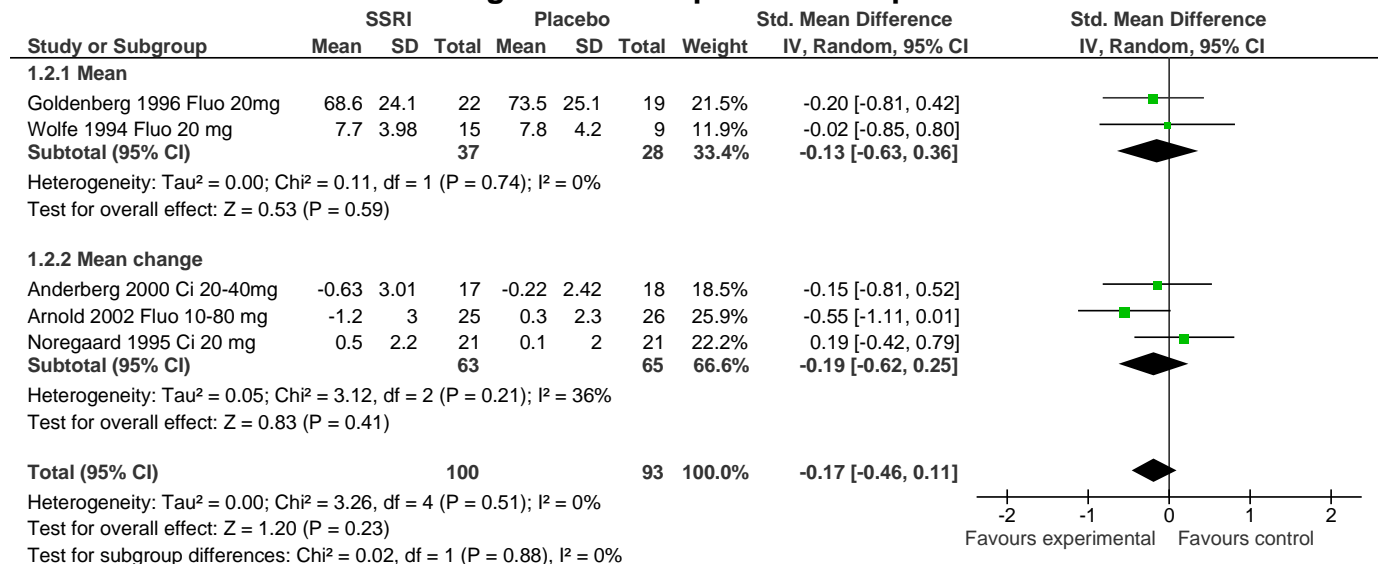 SSRI Placebo Std. Mean Difference Std. Mean Difference
Study or Subgroup Mean SD Total Mean SD Total Weight IV, Random, 95% CI IV, Random, 95% CI
1.2.1 Mean
Goldenberg 1996 Fluo 20mg 68.6 24.1 22 73.5 25.1 19 21.5% -0.20 [-0.81, 0.42]
Wolfe 1994 Fluo 20 mg 7.7 3.98 15 7.8 4.2 9 11.9% -0.02 [-0.85, 0.80]
Subtotal (95% CI) 37 28 33.4% -0.13 [-0.63, 0.36]
Heterogeneity: Tau² = 0.00; Chi² = 0.11, df = 1 (P = 0.74); I² = 0%
Test for overall effect: Z = 0.53 (P = 0.59)
1.2.2 Mean change
Anderberg 2000 Ci 20-40mg -0.63 3.01 17 -0.22 2.42 18 18.5% -0.15 [-0.81, 0.52]
Arnold 2002 Fluo 10-80 mg -1.2 3 25 0.3 2.3 26 25.9% -0.55 [-1.11, 0.01]
Noregaard 1995 Ci 20 mg 0.5 2.2 21 0.1 2 21 22.2% 0.19 [-0.42, 0.79]
Subtotal (95% CI) 63 65 66.6% -0.19 [-0.62, 0.25]
Heterogeneity: Tau² = 0.05; Chi² = 3.12, df = 2 (P = 0.21); I² = 36%
Test for overall effect: Z = 0.83 (P = 0.41)
Total (95% CI) 100 93 100.0% -0.17 [-0.46, 0.11]
Heterogeneity: Tau² = 0.00; Chi² = 3.26, df = 4 (P = 0.51); I² = 0%
Test for overall effect: Z = 1.20 (P = 0.23)
Test for subgroup differences: Chi² = 0.02, df = 1 (P = 0.88), I² = 0%
-2 -1 0 1 2
Favours experimental Favours control